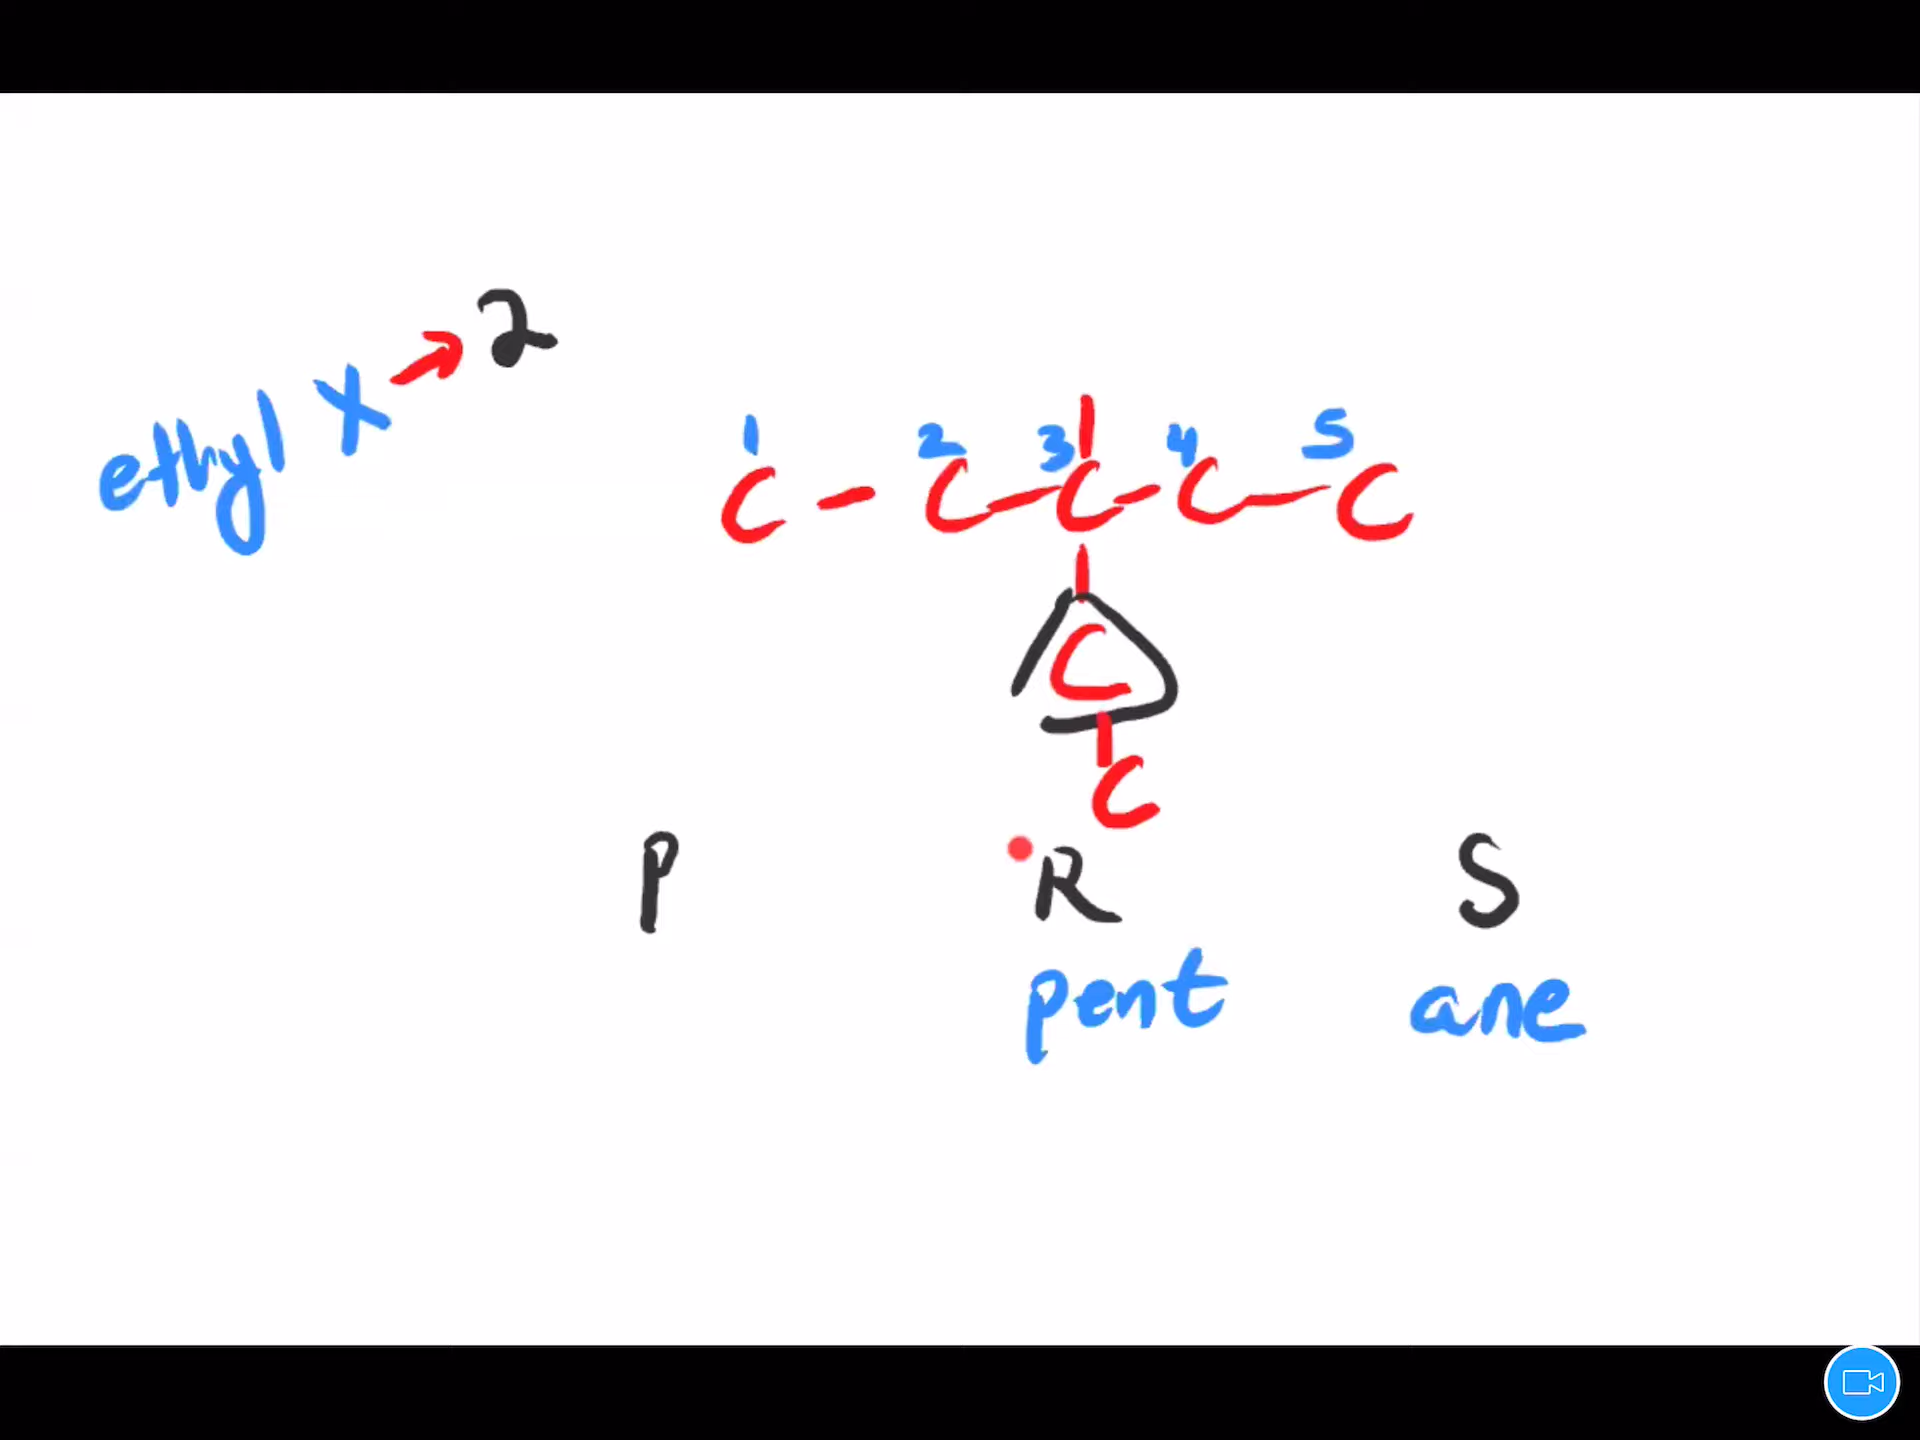 ethyl X → 2
1 2 3 4 5
C - C - C - C - C
C
C
P R S
pent ane